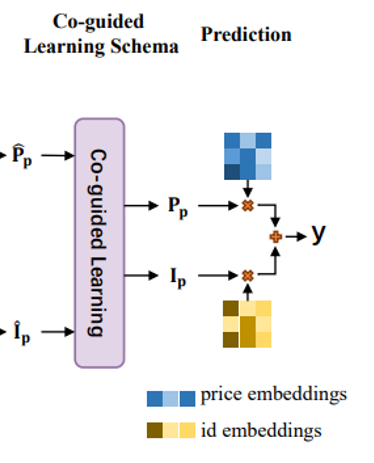 Co-guided
Learning Schema
Prediction
P̂p
Co-guided Learning
Pp
y
Ip
Îp
price embeddings
id embeddings